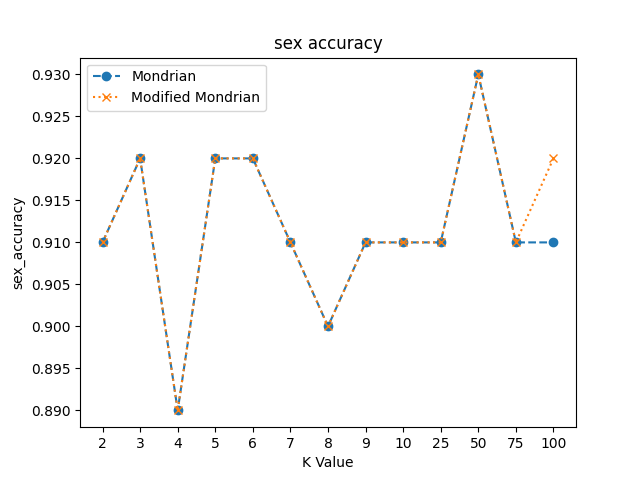 sex accuracy
Mondrian
Modified Mondrian
sex_accuracy
0.930
0.925
0.920
0.915
0.910
0.905
0.900
0.895
0.890
2 3 4 5 6 7 8 9 10 25 50 75 100
K Value